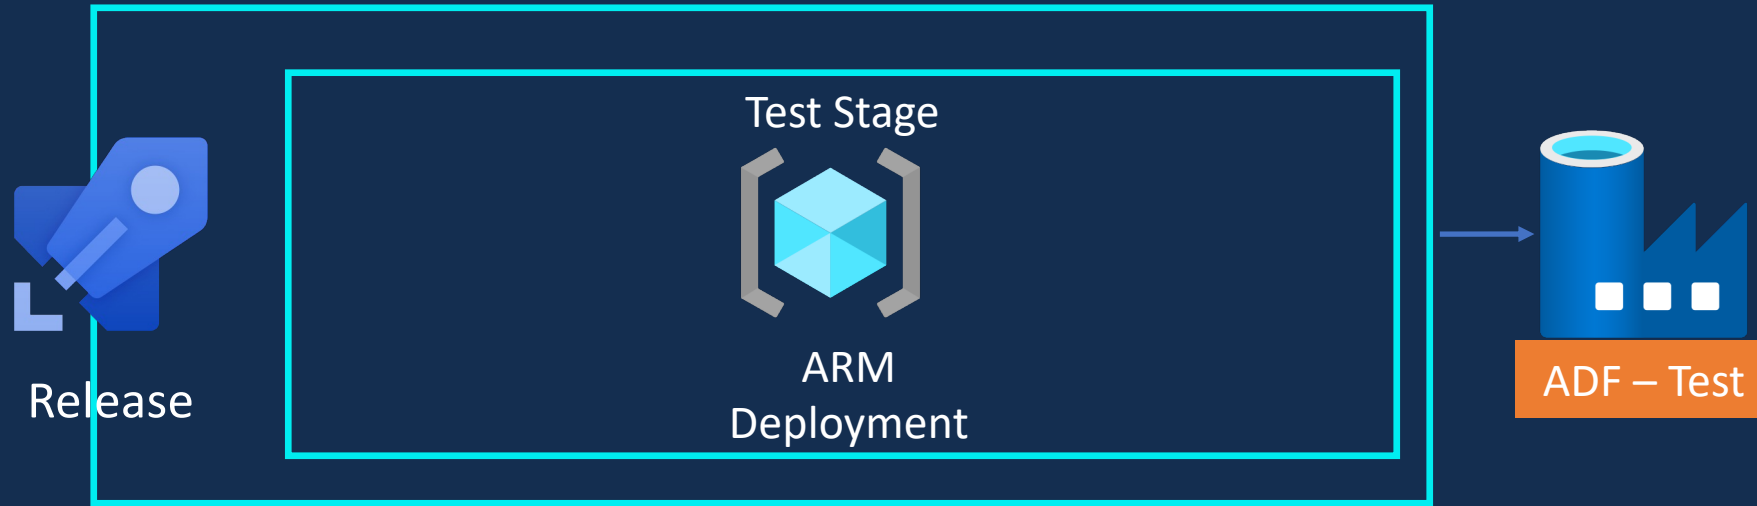 Test Stage
ARM
Deployment
Release
ADF – Test